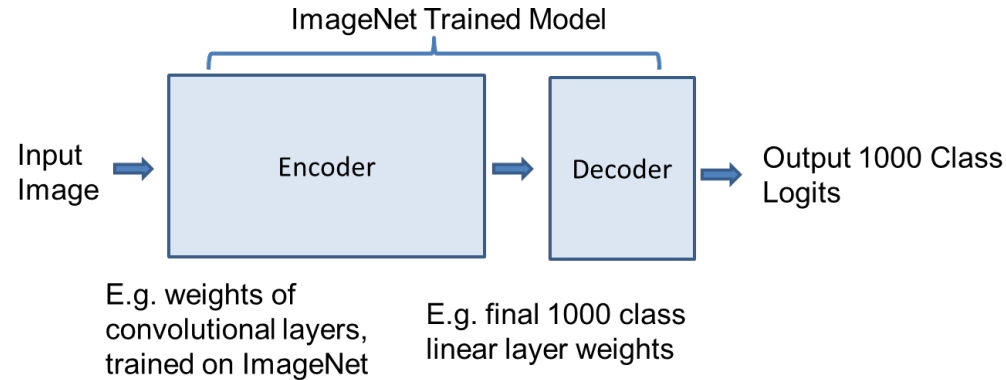 ImageNet Trained Model
Input
Image
Encoder
Decoder
Output 1000 Class
Logits
E.g. weights of
convolutional layers,
trained on ImageNet
E.g. final 1000 class
linear layer weights